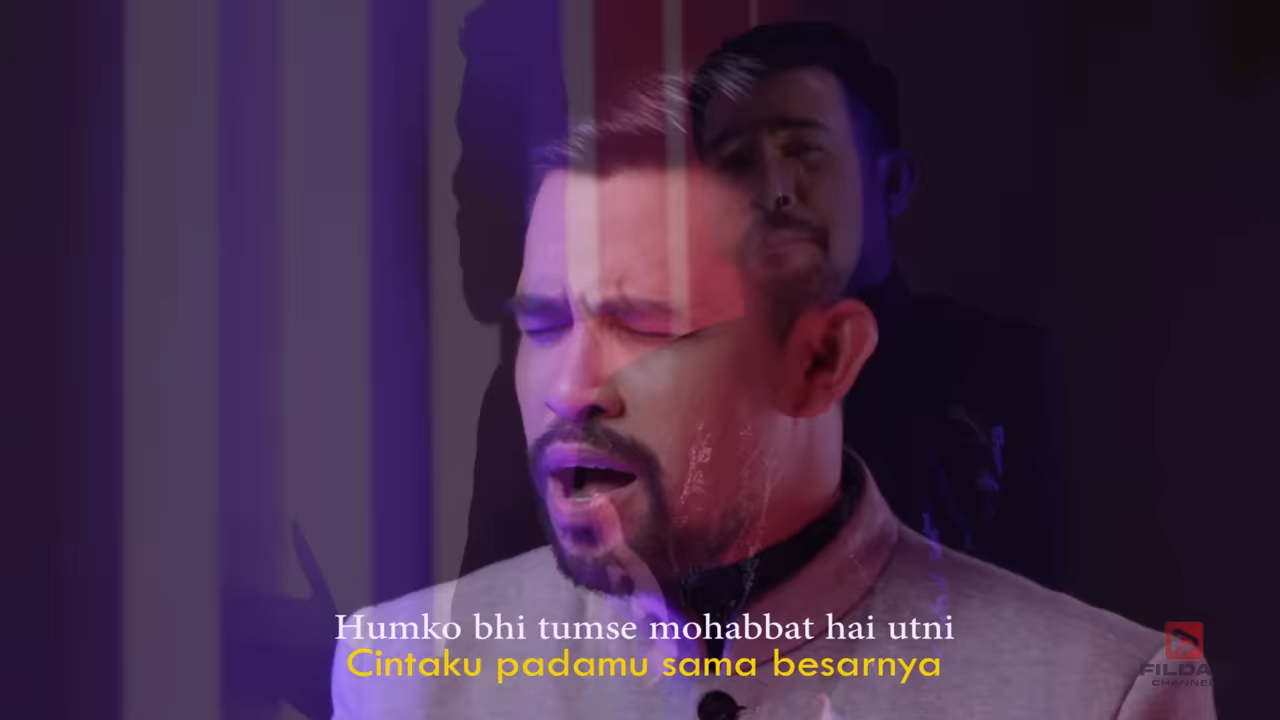 Humko bhi tumse mohabbat hai utni
Cintaku padamu sama besarnya
FILDA
CHANNEL